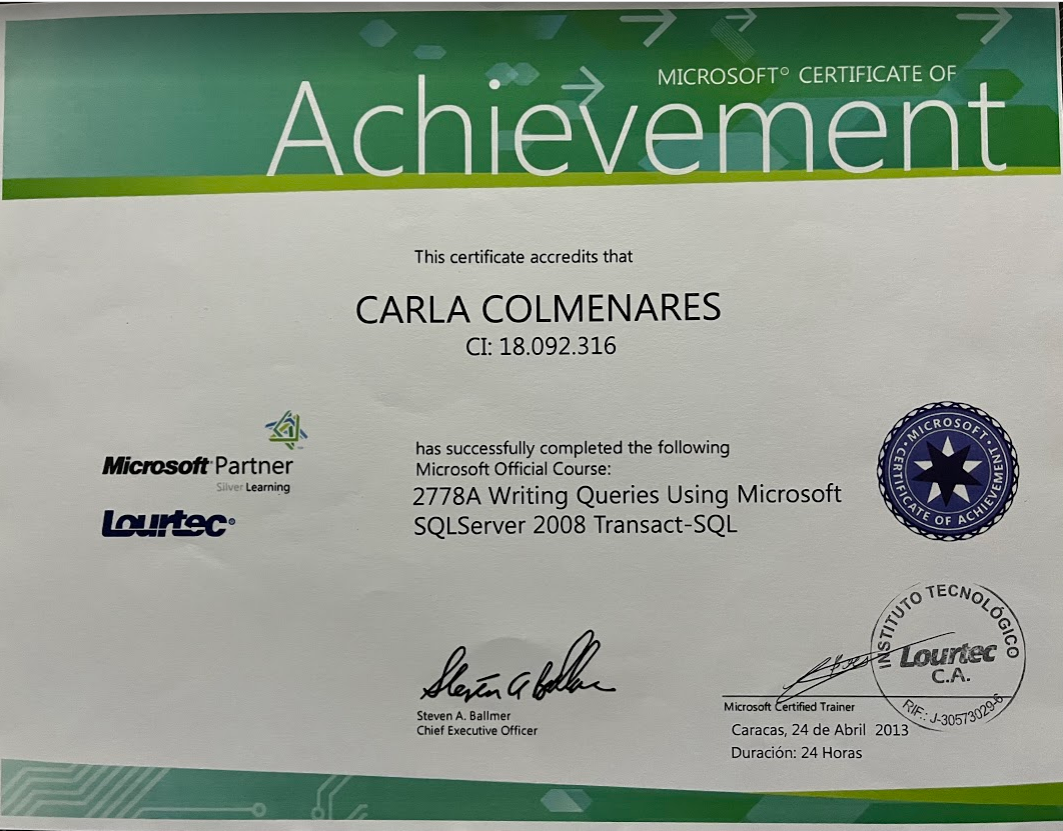 MICROSOFT® CERTIFICATE OF
Achievement
This certificate accredits that
CARLA COLMENARES
CI: 18.092.316
Microsoft Partner
Silver Learning
Lourtec®
has successfully completed the following
Microsoft Official Course:
2778A Writing Queries Using Microsoft
SQLServer 2008 Transact-SQL
MICROSOFT · CERTIFICATE OF ACHIEVEMENT ·
Steven A Ballmer
Steven A. Ballmer
Chief Executive Officer
INSTITUTO TECNOLÓGICO
Lourtec
C.A.
RIF.: J-30573029-6
Microsoft Certified Trainer
Caracas, 24 de Abril 2013
Duración: 24 Horas